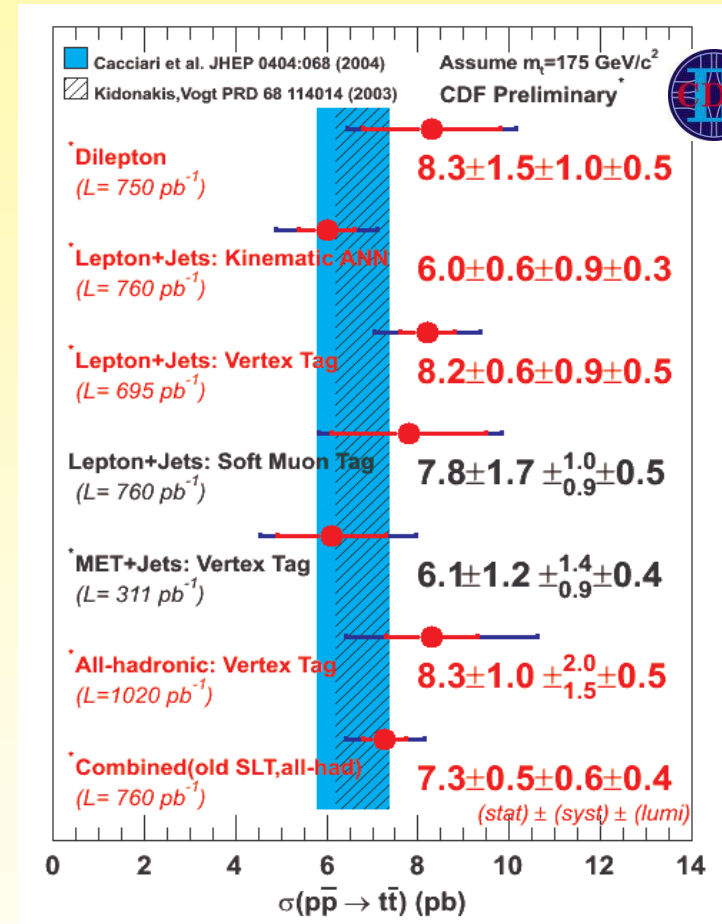 Cacciari et al. JHEP 0404:068 (2004)
Kidonakis,Vogt PRD 68 114014 (2003)
Assume mₜ=175 GeV/c²
CDF Preliminary*
CD
*Dilepton
(L= 750 pb⁻¹)
8.3±1.5±1.0±0.5
*Lepton+Jets: Kinematic ANN
(L= 760 pb⁻¹)
6.0±0.6±0.9±0.3
*Lepton+Jets: Vertex Tag
(L= 695 pb⁻¹)
8.2±0.6±0.9±0.5
Lepton+Jets: Soft Muon Tag
(L= 760 pb⁻¹)
7.8±1.7 ±1.0 0.9±0.5
*MET+Jets: Vertex Tag
(L= 311 pb⁻¹)
6.1±1.2 ±1.4 0.9±0.4
*All-hadronic: Vertex Tag
(L=1020 pb⁻¹)
8.3±1.0 ±2.0 1.5±0.5
*Combined(old SLT,all-had)
(L= 760 pb⁻¹)
7.3±0.5±0.6±0.4
(stat) ± (syst) ± (lumi)
0 2 4 6 8 10 12 14
σ(pp̅ → tt̅) (pb)